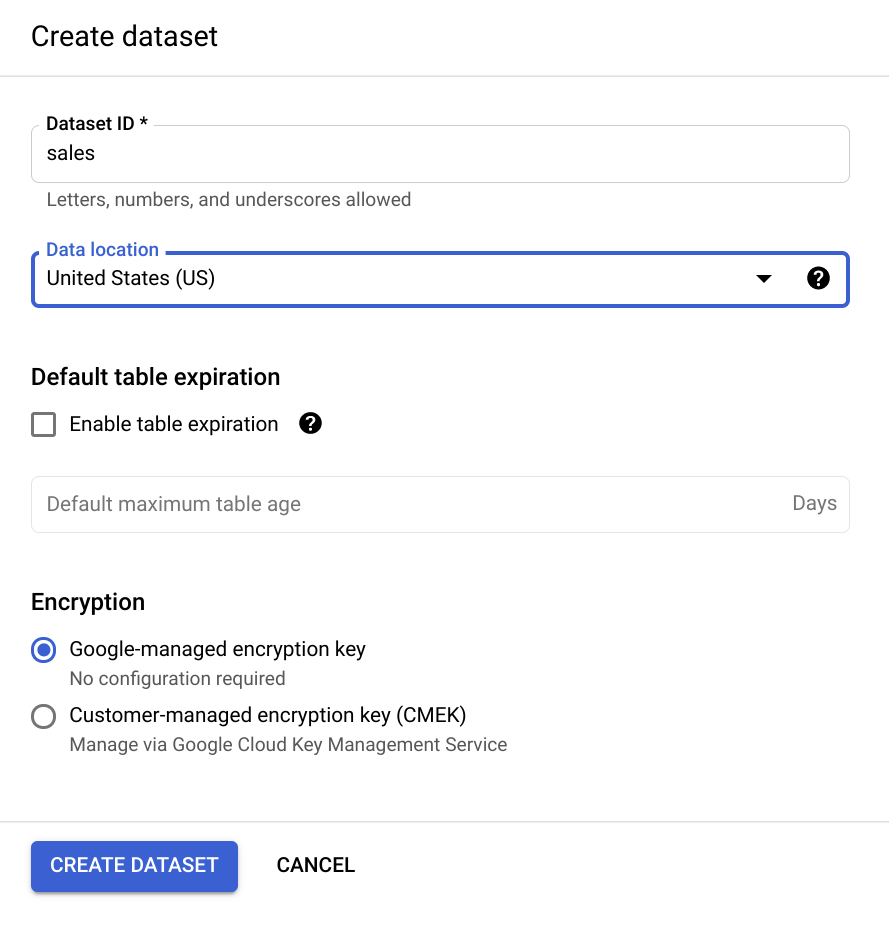 Create dataset
Dataset ID *
sales
Letters, numbers, and underscores allowed
Data location
United States (US)
Default table expiration
Enable table expiration
Default maximum table age Days
Encryption
Google-managed encryption key
No configuration required
Customer-managed encryption key (CMEK)
Manage via Google Cloud Key Management Service
CREATE DATASET CANCEL